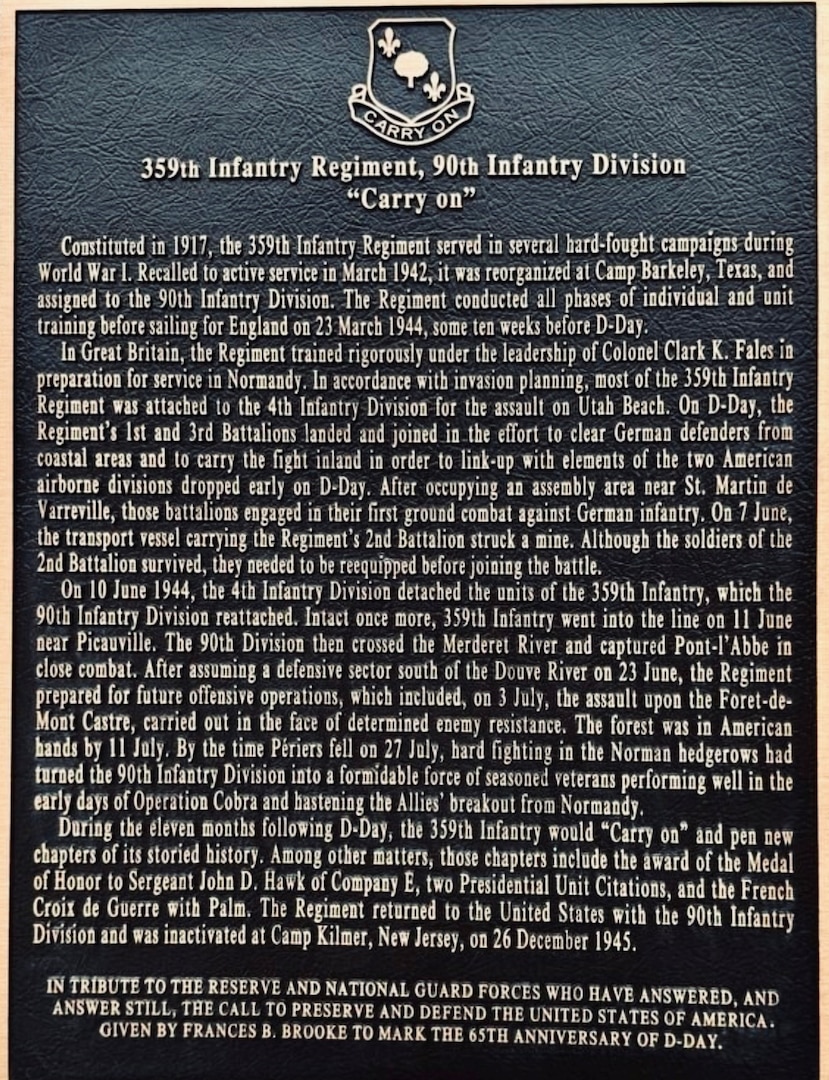 CARRY ON
359th Infantry Regiment, 90th Infantry Division
“Carry on”
Constituted in 1917, the 359th Infantry Regiment served in several hard-fought campaigns during
World War I. Recalled to active service in March 1942, it was reorganized at Camp Barkeley, Texas, and
assigned to the 90th Infantry Division. The Regiment conducted all phases of individual and unit
training before sailing for England on 23 March 1944, some ten weeks before D-Day.
In Great Britain, the Regiment trained rigorously under the leadership of Colonel Clark K. Fales in
preparation for service in Normandy. In accordance with invasion planning, most of the 359th Infantry
Regiment was attached to the 4th Infantry Division for the assault on Utah Beach. On D-Day, the
Regiment’s 1st and 3rd Battalions landed and joined in the effort to clear German defenders from
coastal areas and to carry the fight inland in order to link-up with elements of the two American
airborne divisions dropped early on D-Day. After occupying an assembly area near St. Martin de
Varreville, those battalions engaged in their first ground combat against German infantry. On 7 June,
the transport vessel carrying the Regiment’s 2nd Battalion struck a mine. Although the soldiers of the
2nd Battalion survived, they needed to be reequipped before joining the battle.
On 10 June 1944, the 4th Infantry Division detached the units of the 359th Infantry, which the
90th Infantry Division reattached. Intact once more, 359th Infantry went into the line on 11 June
near Picauville. The 90th Division then crossed the Merderet River and captured Pont-l’Abbe in
close combat. After assuming a defensive sector south of the Douve River on 23 June, the Regiment
prepared for future offensive operations, which included, on 3 July, the assault upon the Foret-de-
Mont Castre, carried out in the face of determined enemy resistance. The forest was in American
hands by 11 July. By the time Périers fell on 27 July, hard fighting in the Norman hedgerows had
turned the 90th Infantry Division into a formidable force of seasoned veterans performing well in the
early days of Operation Cobra and hastening the Allies’ breakout from Normandy.
During the eleven months following D-Day, the 359th Infantry would “Carry on” and pen new
chapters of its storied history. Among other matters, those chapters include the award of the Medal
of Honor to Sergeant John D. Hawk of Company E, two Presidential Unit Citations, and the French
Croix de Guerre with Palm. The Regiment returned to the United States with the 90th Infantry
Division and was inactivated at Camp Kilmer, New Jersey, on 26 December 1945.
IN TRIBUTE TO THE RESERVE AND NATIONAL GUARD FORCES WHO HAVE ANSWERED, AND
ANSWER STILL, THE CALL TO PRESERVE AND DEFEND THE UNITED STATES OF AMERICA.
GIVEN BY FRANCES B. BROOKE TO MARK THE 65TH ANNIVERSARY OF D-DAY.